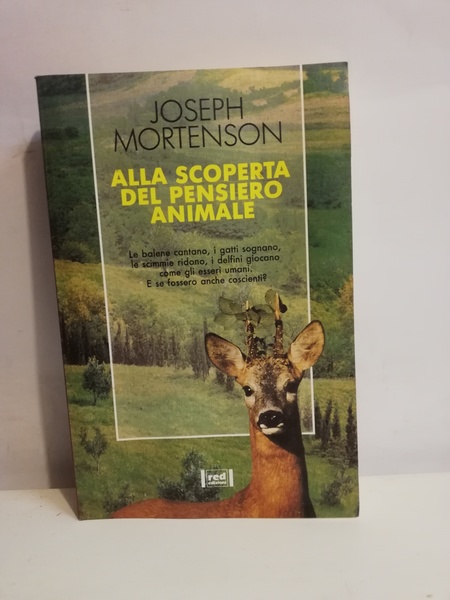 JOSEPH
MORTENSON
ALLA SCOPERTA
DEL PENSIERO
ANIMALE
Le balene cantano, i gatti sognano,
le scimmie ridono, i delfini giocano
come gli esseri umani.
E se fossero anche coscienti?
red
edizioni